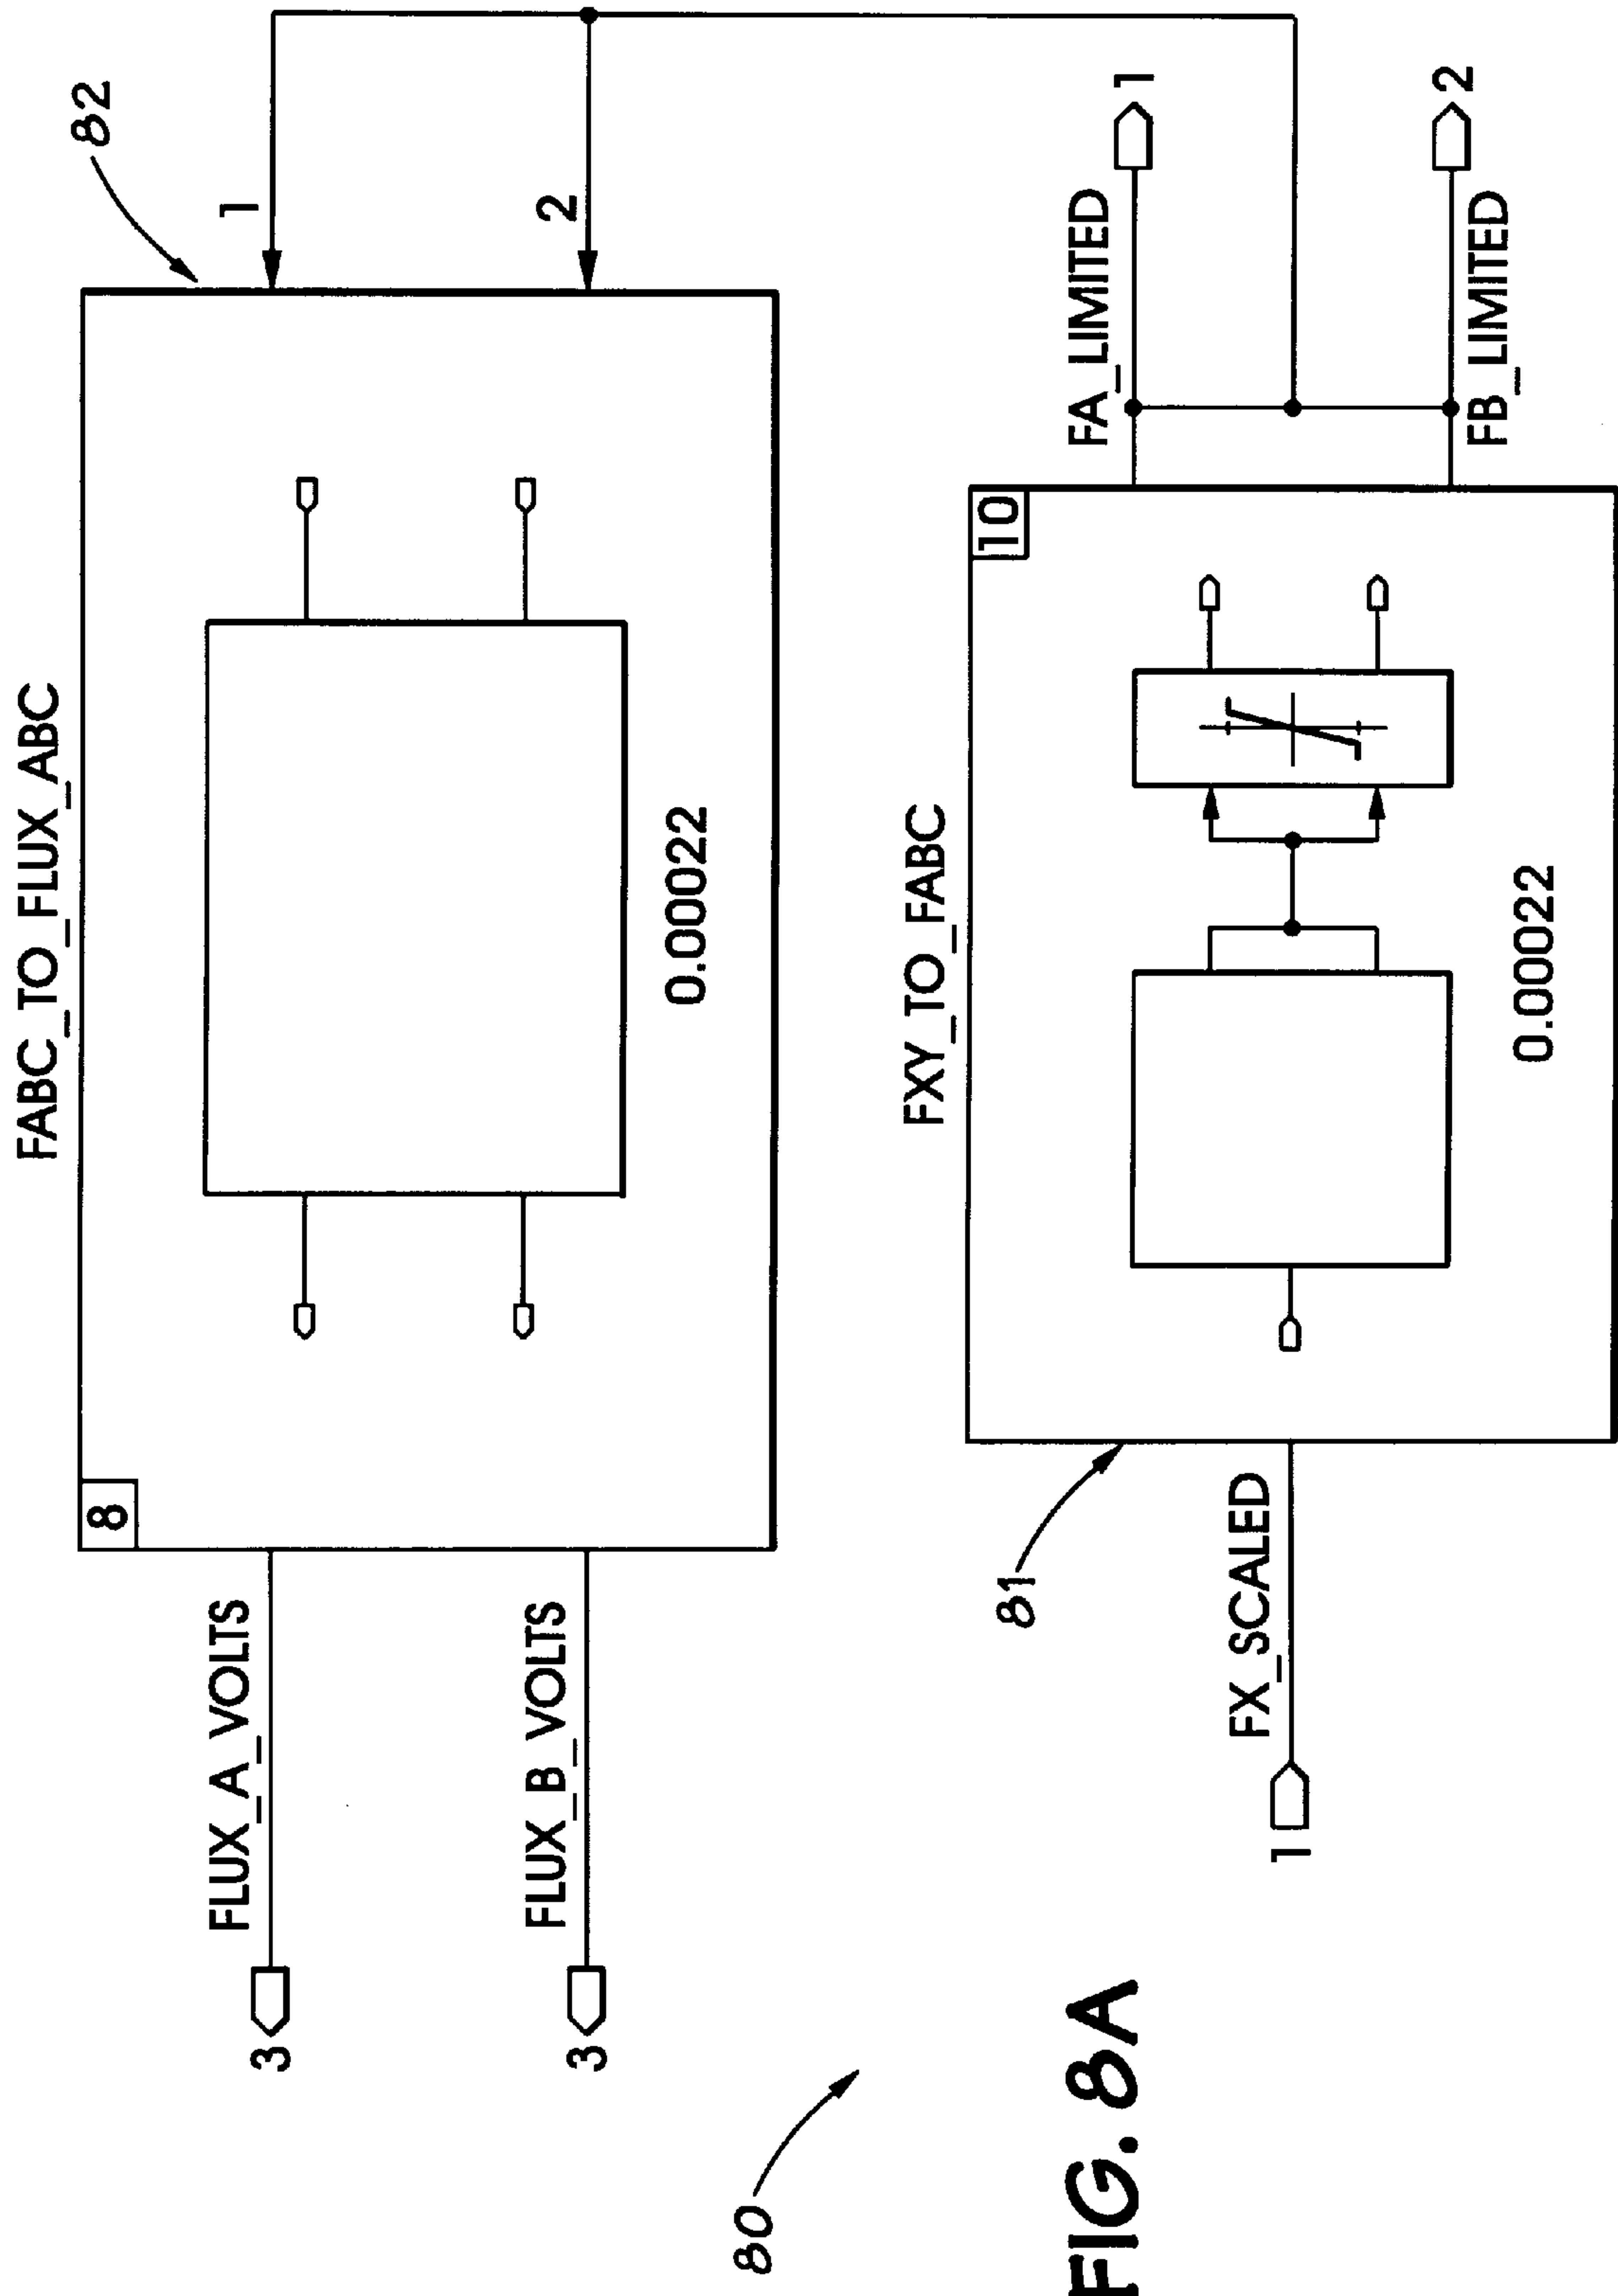 FABC_TO_FLUX_ABC
82
8
FLUX_A_VOLTS
3
1
FLUX_B_VOLTS
3
2
0.00022
FXY_TO_FABC
81
10
1
FX_SCALED
FA_LIMITED
1
FB_LIMITED
2
0.00022
80
FIG. 8A